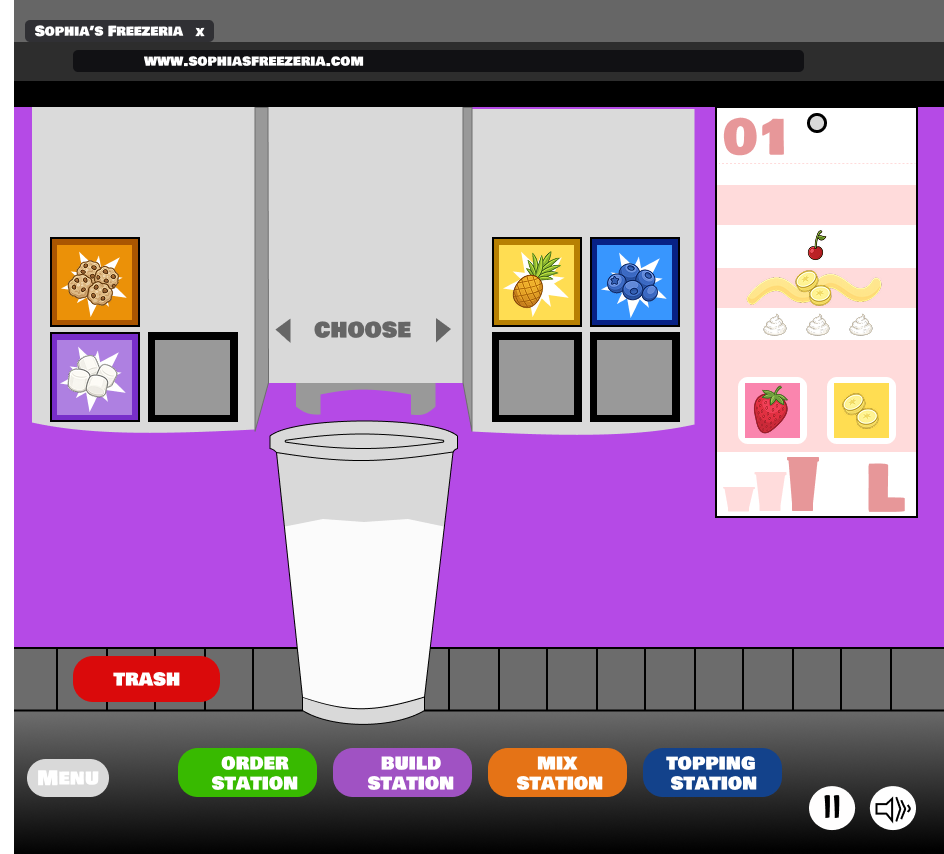 Sophia's Freezeria x
www.sophiasfreezeria.com
01
CHOOSE
L
TRASH
ORDER
STATION
BUILD
STATION
MIX
STATION
TOPPING
STATION
Menu